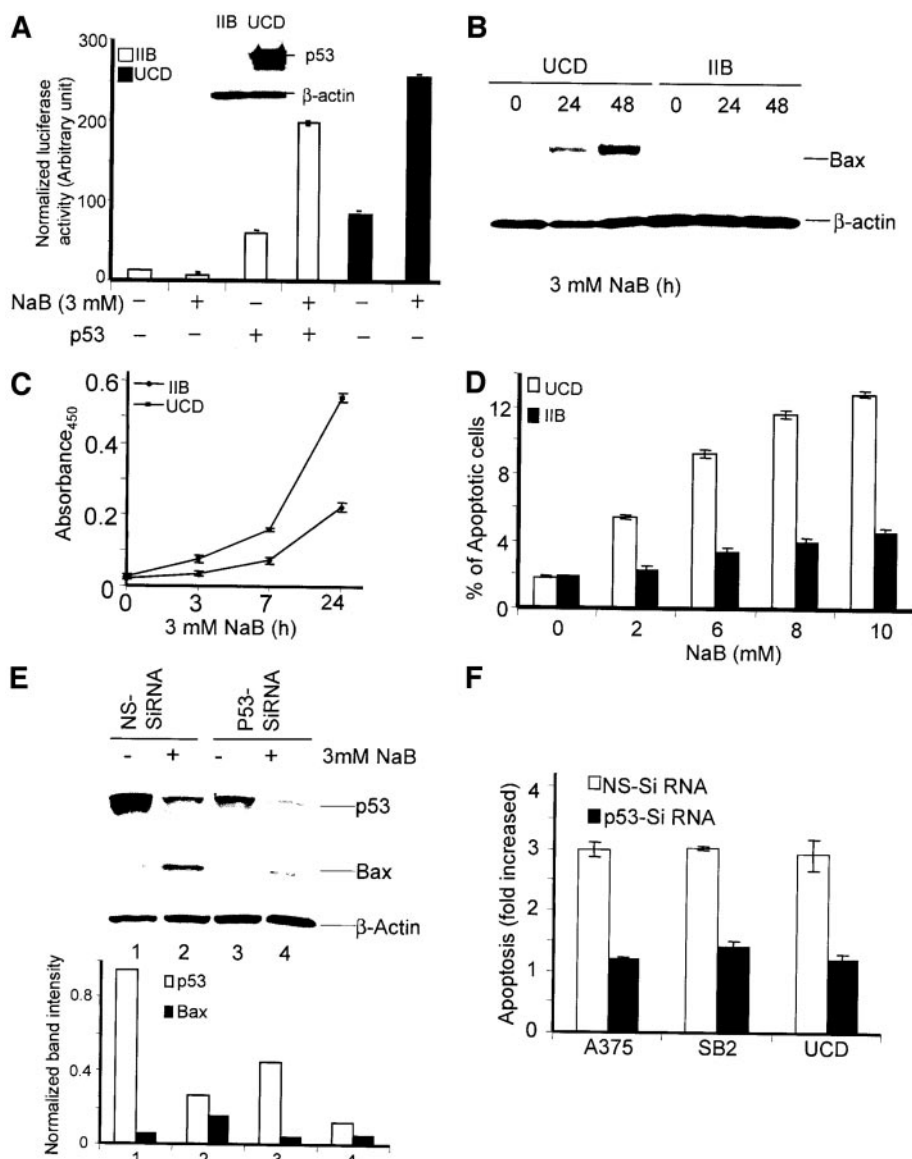 A
IIB UCD
p53
β-actin
IIB
UCD
Normalized luciferase
activity (Arbitrary unit)
300
200
100
0
NaB (3 mM) – + – + – +
p53 – – + + – –
B
UCD IIB
0 24 48 0 24 48
Bax
β-actin
3 mM NaB (h)
C
IIB
UCD
Absorbance450
0.6
0.4
0.2
0
0 3 7 24
3 mM NaB (h)
D
UCD
IIB
% of Apoptotic cells
12
8
4
0
0 2 6 8 10
NaB (mM)
E
NS-
SiRNA
P53-
SiRNA
- + - + 3mM NaB
p53
Bax
β-Actin
1 2 3 4
p53
Bax
Normalized band intensity
0.8
0.4
0
1 2 3 4
F
NS-Si RNA
p53-Si RNA
Apoptosis (fold increased)
4
3
2
1
0
A375 SB2 UCD